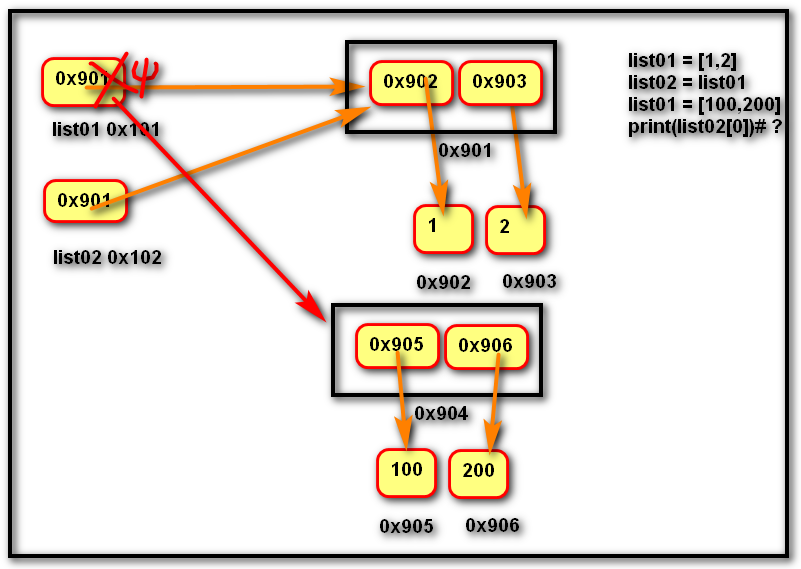 0x901 4
list01 0x101
0x901
list02 0x102
0x902 0x903
0x901
1 2
0x902 0x903
0x905 0x906
0x904
100 200
0x905 0x906
list01 = [1,2]
list02 = list01
list01 = [100,200]
print(list02[0])# ?